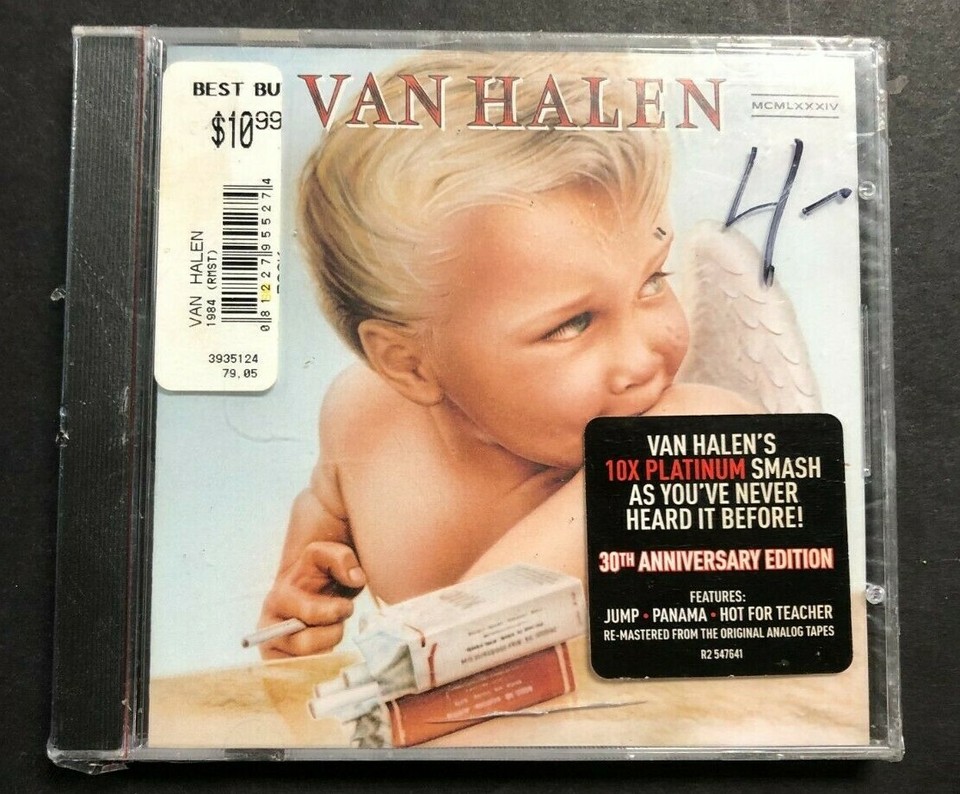 BEST BU
$10.99
VAN HALEN
1984 (RMST)
0 81227 95527 4
3935124
79,05
VAN HALEN
MCMLXXXIV
4-
VAN HALEN'S
10X PLATINUM SMASH
AS YOU'VE NEVER
HEARD IT BEFORE!
30TH ANNIVERSARY EDITION
FEATURES:
JUMP • PANAMA • HOT FOR TEACHER
RE-MASTERED FROM THE ORIGINAL ANALOG TAPES
R2 547641